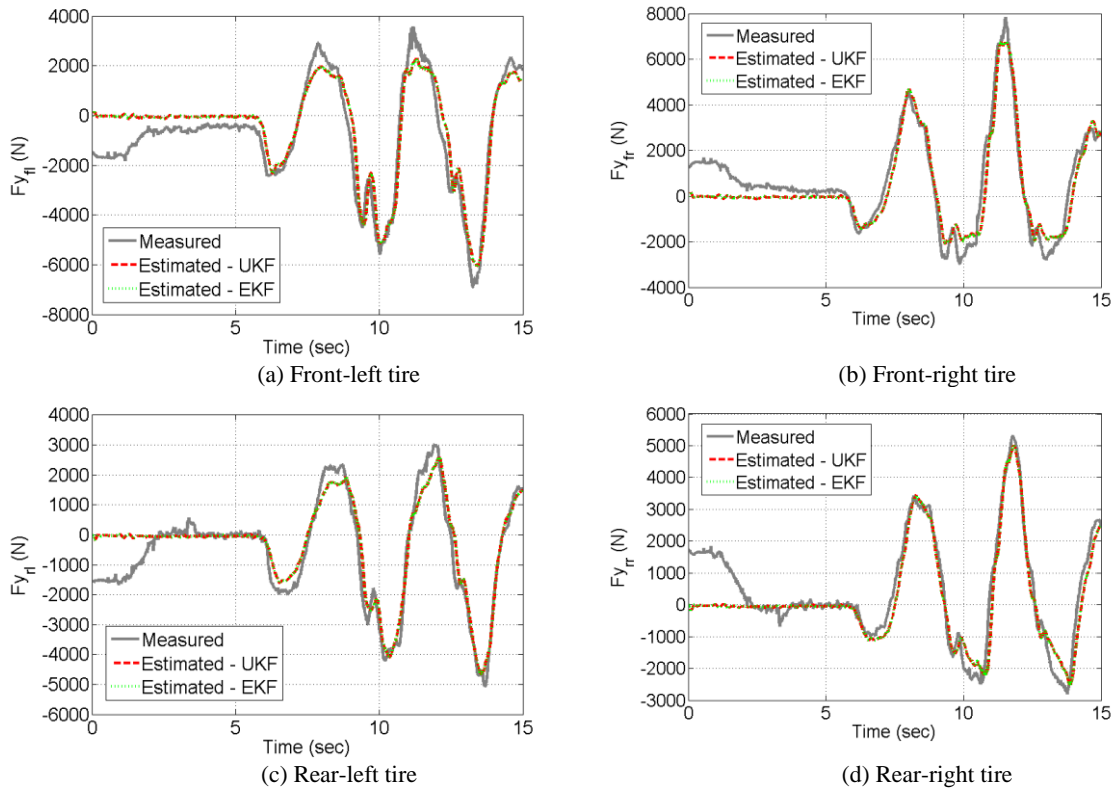 4000
2000
0
-2000
-4000
-6000
-8000
Fy_fl (N)
Measured
Estimated - UKF
Estimated - EKF
0 5 10 15
Time (sec)
(a) Front-left tire
8000
6000
4000
2000
0
-2000
-4000
Fy_fr (N)
Measured
Estimated - UKF
Estimated - EKF
0 5 10 15
Time (sec)
(b) Front-right tire
4000
3000
2000
1000
0
-1000
-2000
-3000
-4000
-5000
-6000
Fy_rl (N)
Measured
Estimated - UKF
Estimated - EKF
0 5 10 15
Time (sec)
(c) Rear-left tire
6000
5000
4000
3000
2000
1000
0
-1000
-2000
-3000
Fy_rr (N)
Measured
Estimated - UKF
Estimated - EKF
0 5 10 15
Time (sec)
(d) Rear-right tire